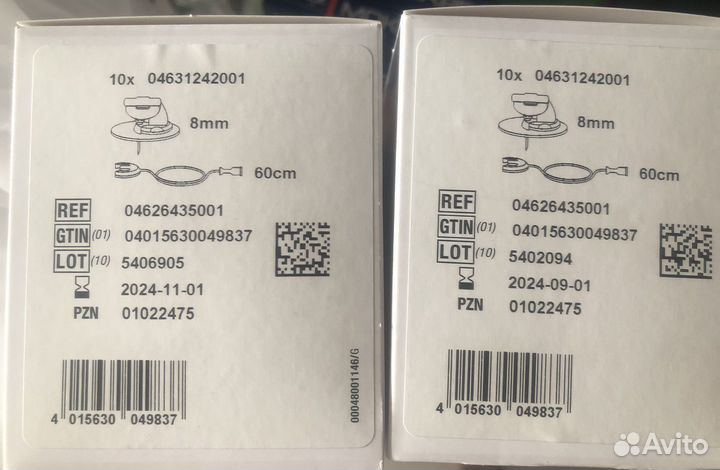 10x 04631242001
8mm
60cm
REF 04626435001
GTIN (01) 04015630049837
LOT (10) 5406905
2024-11-01
PZN 01022475
00048001146/G
4 015630 049837
10x 04631242001
8mm
60cm
REF 04626435001
GTIN (01) 04015630049837
LOT (10) 5402094
2024-09-01
PZN 01022475
4 015630 049837
Avito